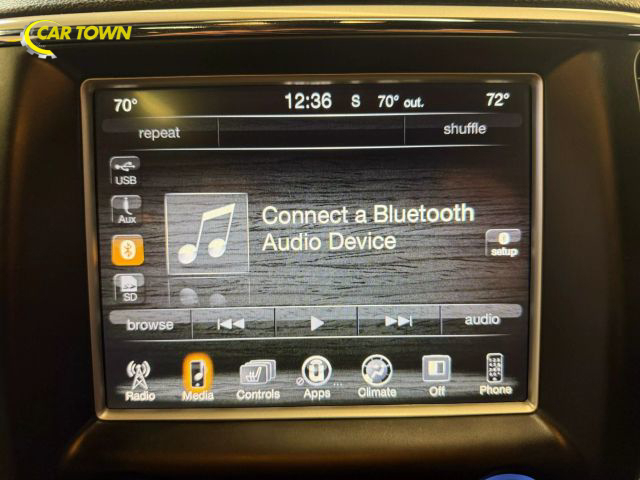 CAR TOWN
70° 12:36 S 70° out. 72°
repeat shuffle
USB
Aux
Connect a Bluetooth
Audio Device
setup
SD
browse audio
Radio Media Controls Apps Climate Off Phone